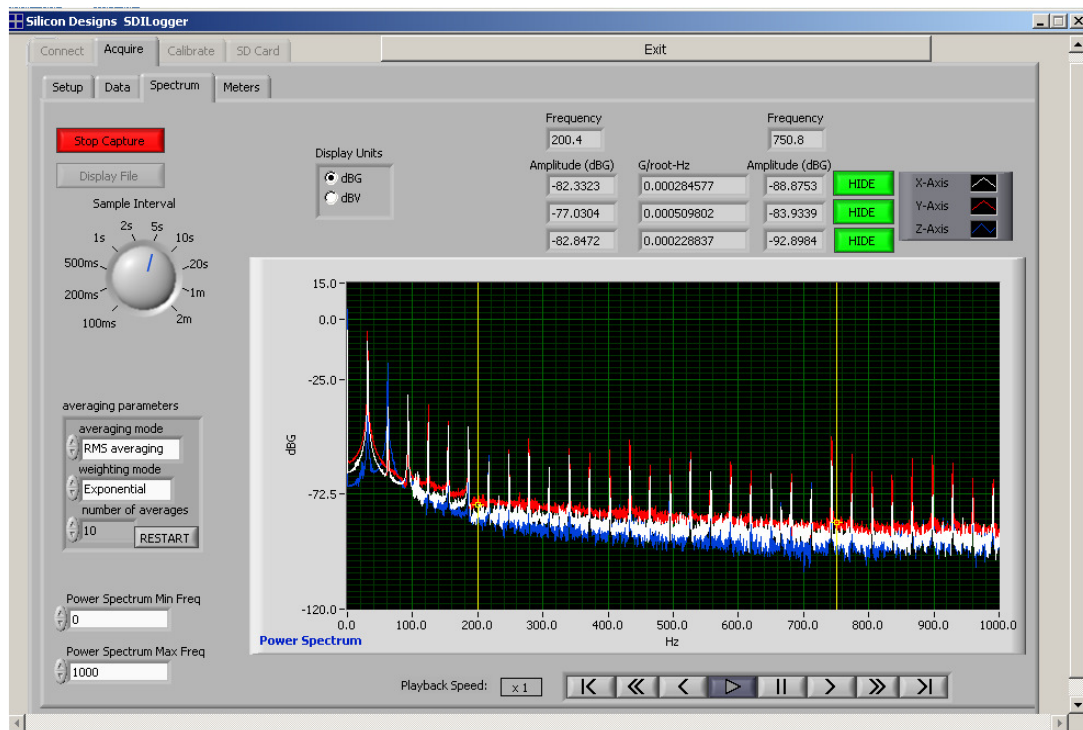 Silicon Designs SDILogger
Connect Acquire Calibrate SD Card Exit
Setup Data Spectrum Meters
Stop Capture
Display File
Sample Interval
100ms 200ms 500ms 1s 2s 5s 10s 20s 1m 2m
Display Units
dBG
dBV
Frequency Frequency
200.4 750.8
Amplitude (dBG) G/root-Hz Amplitude (dBG)
-82.3323 0.000284577 -88.8753 HIDE X-Axis
-77.0304 0.000509802 -83.9339 HIDE Y-Axis
-82.8472 0.000228837 -92.8984 HIDE Z-Axis
averaging parameters
averaging mode
RMS averaging
weighting mode
Exponential
number of averages
10 RESTART
Power Spectrum Min Freq
0
Power Spectrum Max Freq
1000
15.0
0.0
-25.0
-72.5
-120.0
dBG
0.0 100.0 200.0 300.0 400.0 500.0 600.0 700.0 800.0 900.0 1000.0
Power Spectrum Hz
Playback Speed: x 1